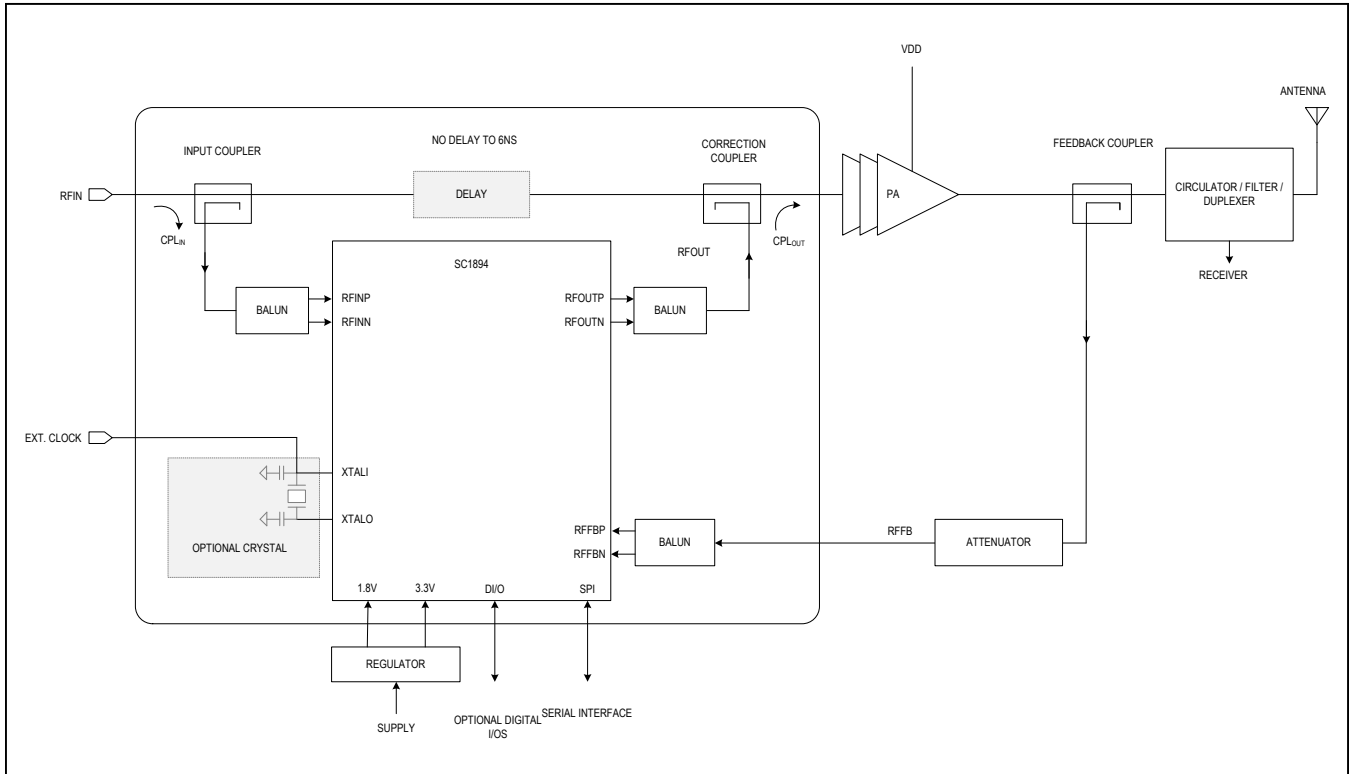 VDD
ANTENNA
NO DELAY TO 6NS
INPUT COUPLER
CORRECTION
COUPLER
FEEDBACK COUPLER
RFIN
DELAY
PA
CIRCULATOR / FILTER /
DUPLEXER
CPLIN
CPLOUT
RFOUT
RECEIVER
SC1894
BALUN
RFINP
RFINN
RFOUTP
RFOUTN
BALUN
EXT. CLOCK
XTALI
XTALO
OPTIONAL CRYSTAL
RFFBP
RFFBN
BALUN
RFFB
ATTENUATOR
1.8V
3.3V
DI/O
SPI
REGULATOR
SUPPLY
OPTIONAL DIGITAL
I/OS
SERIAL INTERFACE